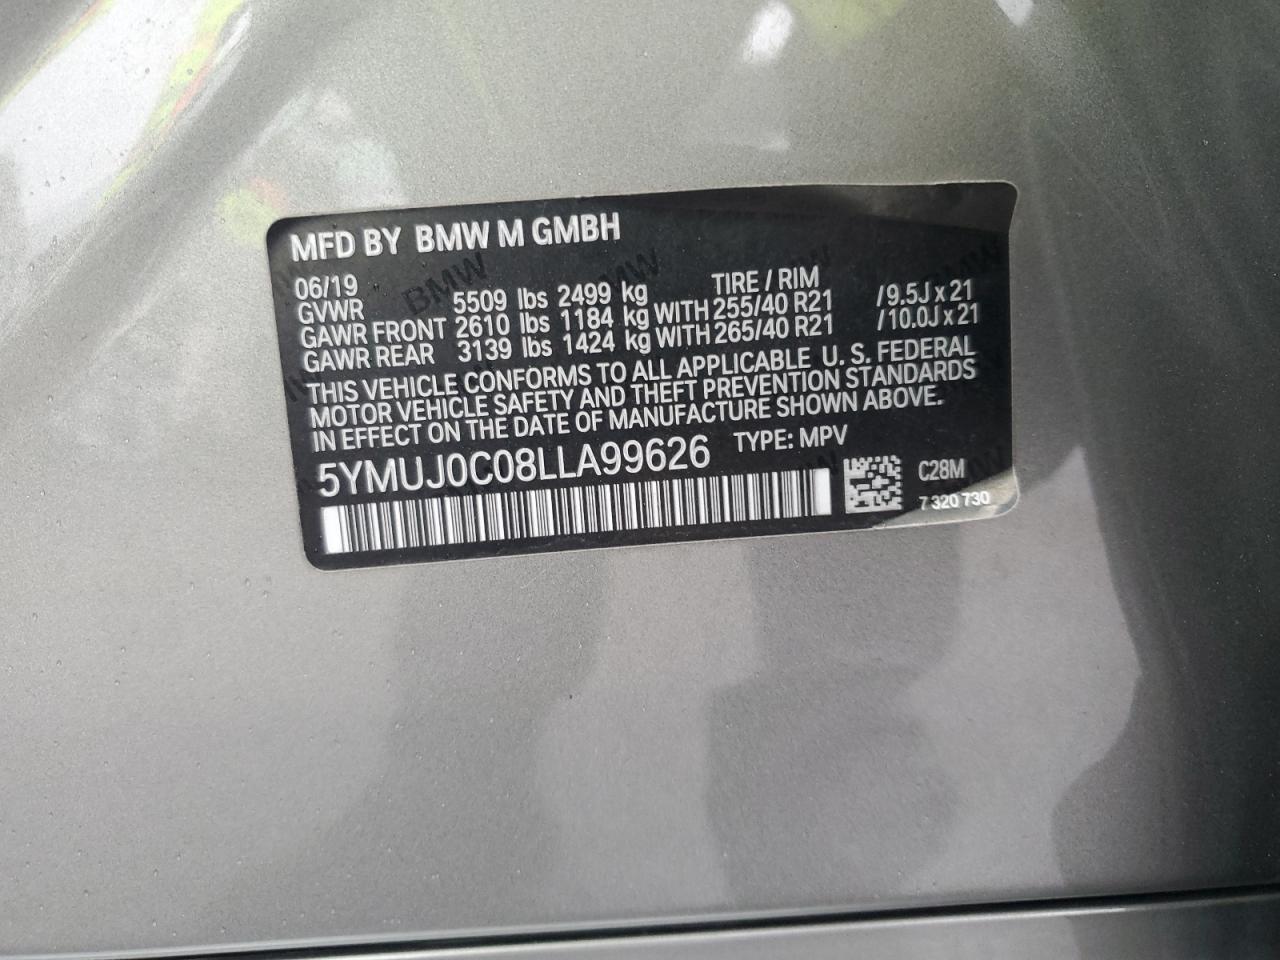 MFD BY BMW M GMBH
06/19 TIRE / RIM
GVWR 5509 lbs 2499 kg
GAWR FRONT 2610 lbs 1184 kg WITH 255/40 R21 /9.5J x 21
GAWR REAR 3139 lbs 1424 kg WITH 265/40 R21 /10.0J x 21
THIS VEHICLE CONFORMS TO ALL APPLICABLE U. S. FEDERAL
MOTOR VEHICLE SAFETY AND THEFT PREVENTION STANDARDS
IN EFFECT ON THE DATE OF MANUFACTURE SHOWN ABOVE.
5YMUJ0C08LLA99626 TYPE: MPV
C28M
7 320 730